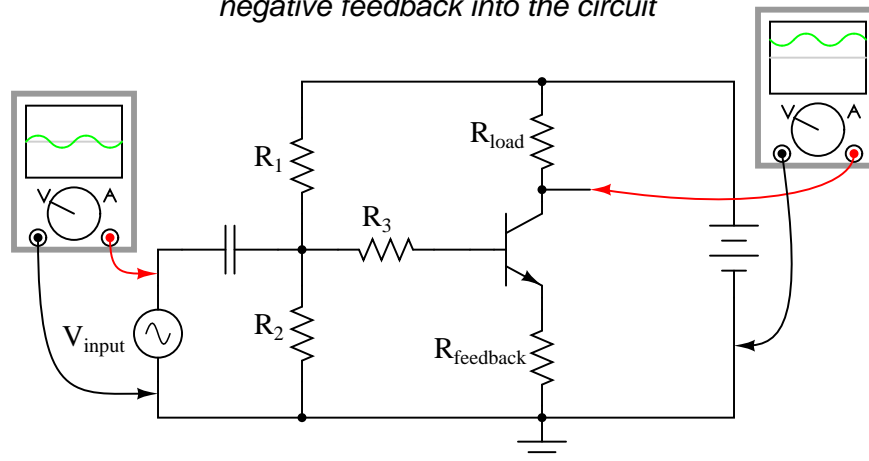 negative feedback into the circuit
V A
V A
R1
Rload
R3
R2
Vinput
Rfeedback